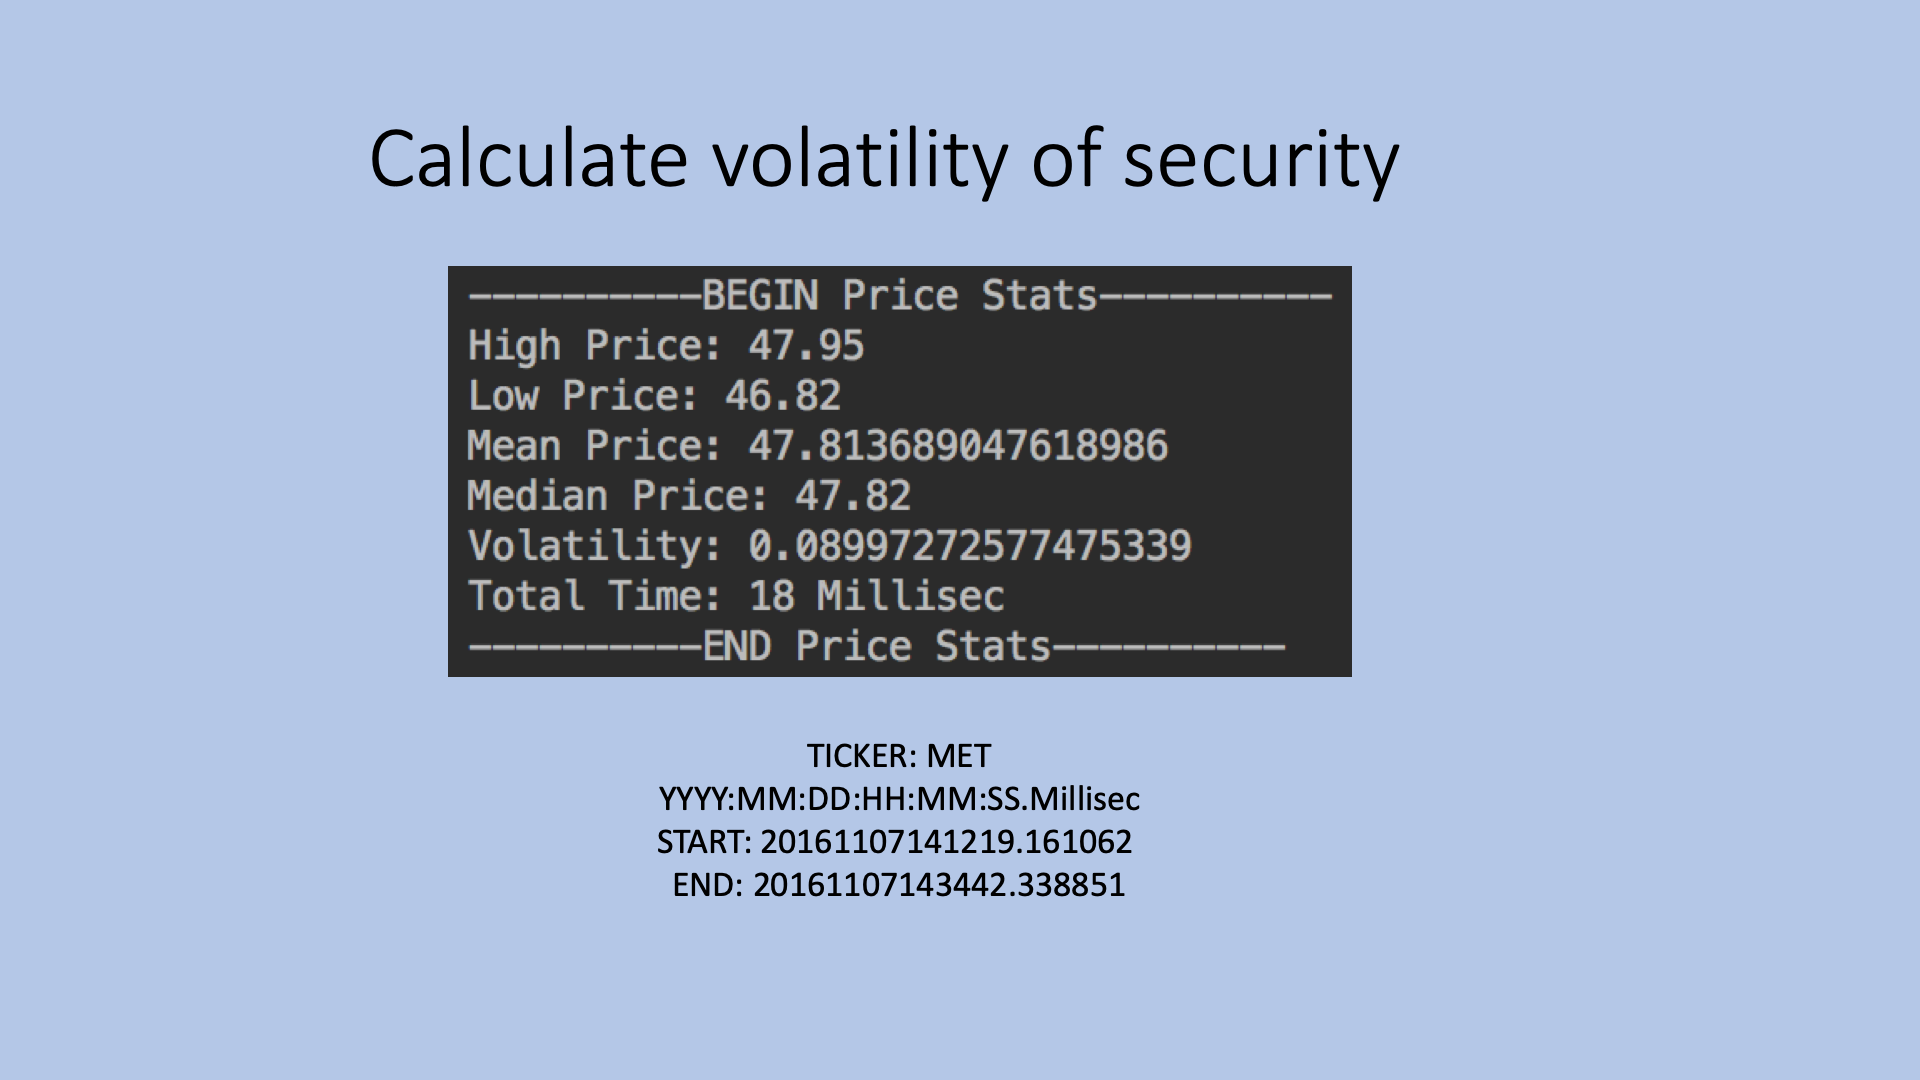 Calculate volatility of security
----------BEGIN Price Stats----------
High Price: 47.95
Low Price: 46.82
Mean Price: 47.813689047618986
Median Price: 47.82
Volatility: 0.08997272577475339
Total Time: 18 Millisec
----------END Price Stats----------
TICKER: MET
YYYY:MM:DD:HH:MM:SS.Millisec
START: 20161107141219.161062
END: 20161107143442.338851